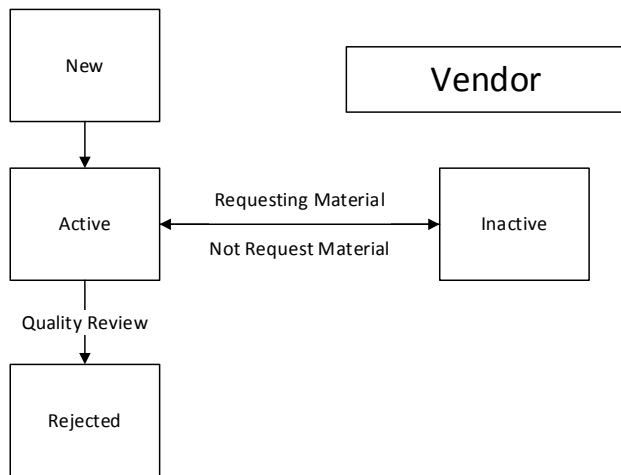 New
Vendor
Requesting Material
Active
Inactive
Not Request Material
Quality Review
Rejected